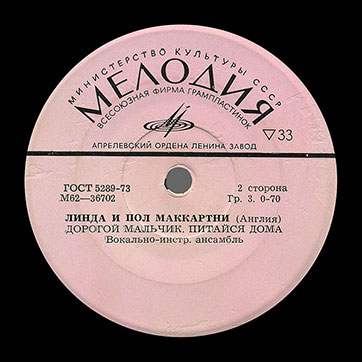 МИНИСТЕРСТВО КУЛЬТУРЫ СССР
МЕЛОДИЯ
ВСЕСОЮЗНАЯ ФИРМА ГРАМПЛАСТИНОК
▽33
АПРЕЛЕВСКИЙ ОРДЕНА ЛЕНИНА ЗАВОД
ГОСТ 5289-73
2 сторона
М62—36702
Гр. 3. 0-70
ЛИНДА И ПОЛ МАККАРТНИ (Англия)
ДОРОГОЙ МАЛЬЧИК, ПИТАЙСЯ ДОМА
Вокально-инстр. ансамбль